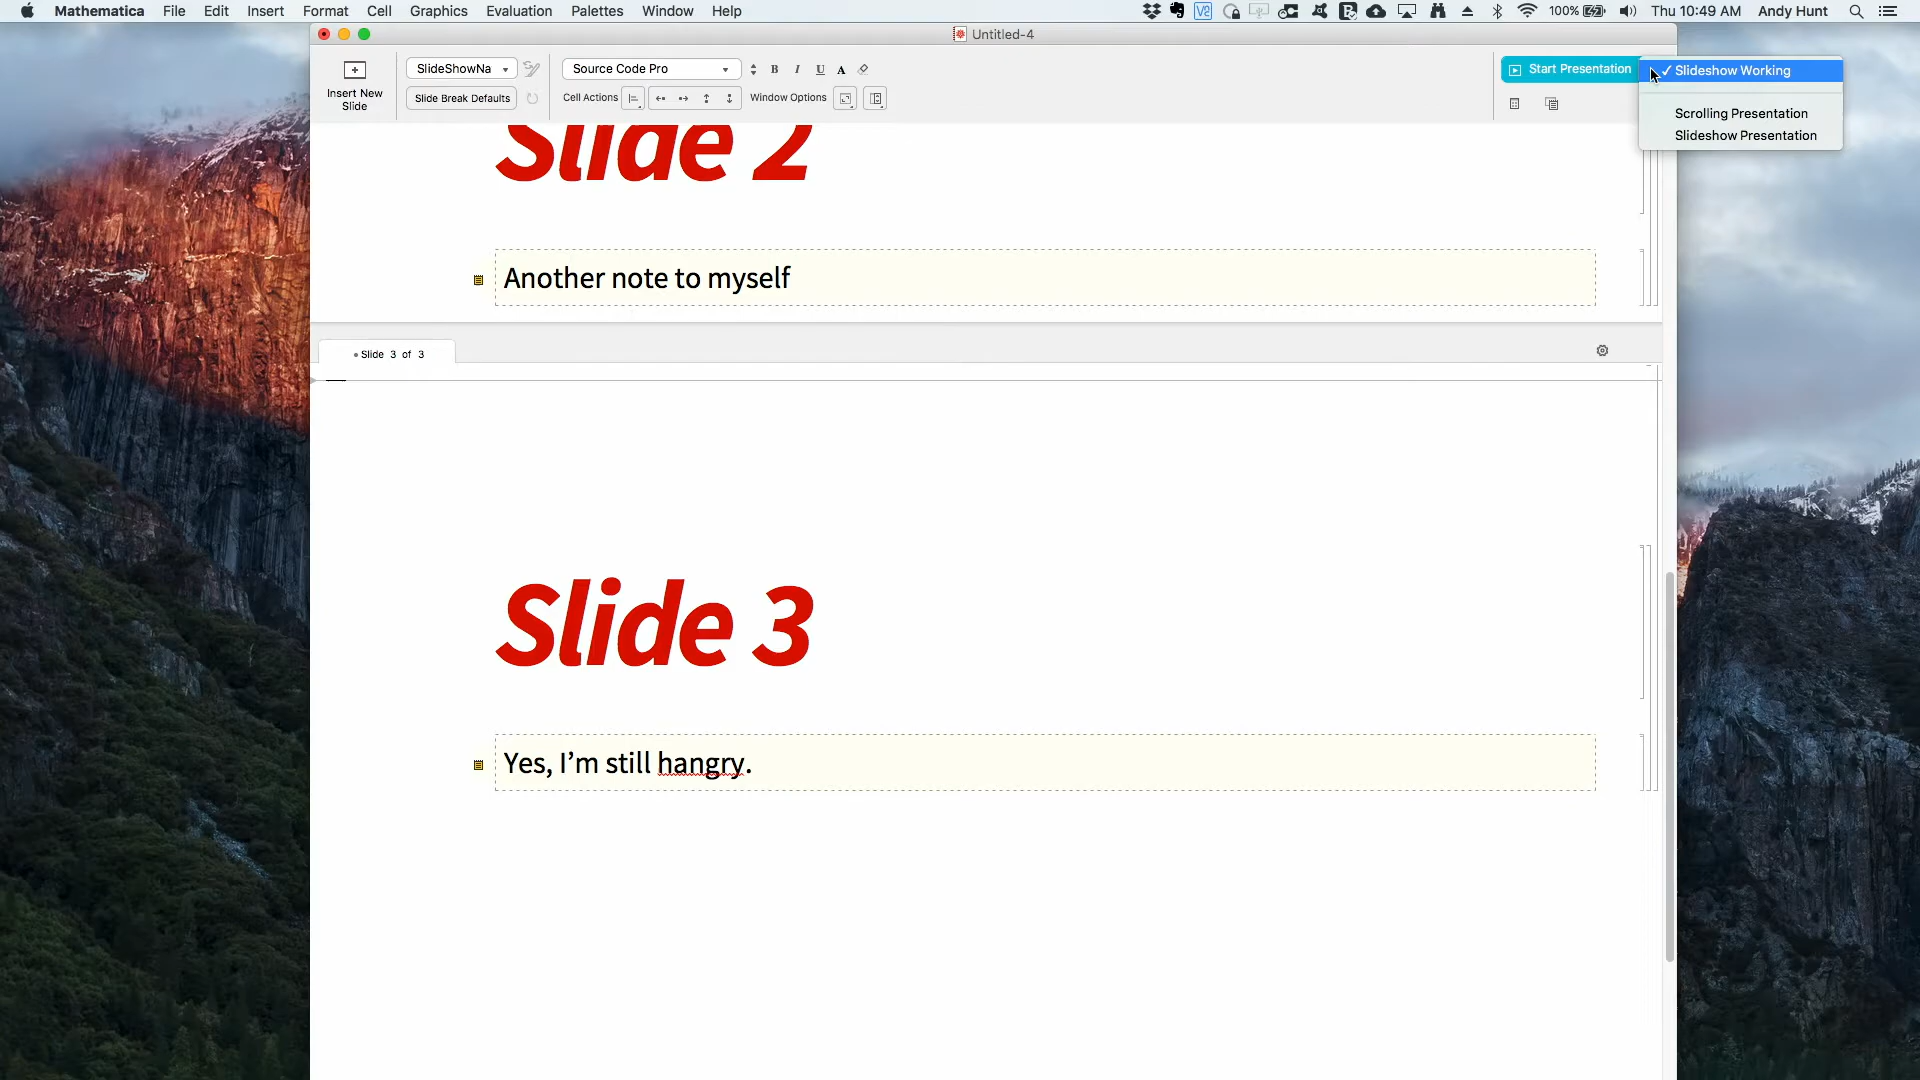 Mathematica File Edit Insert Format Cell Graphics Evaluation Palettes Window Help 100% Thu 10:49 AM Andy Hunt
Untitled-4
Insert New
Slide
SlideShowNa
Source Code Pro
B I U A
Slide Break Defaults
Cell Actions
Window Options
Start Presentation
✓ Slideshow Working
Scrolling Presentation
Slideshow Presentation
Slide 2
Another note to myself
• Slide 3 of 3
Slide 3
Yes, I’m still hangry.